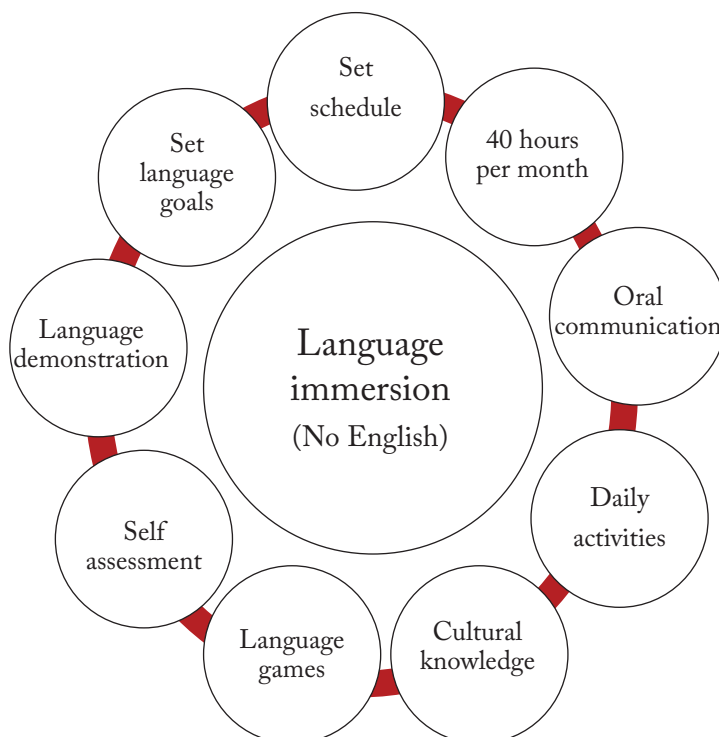 Set
schedule
40 hours
per month
Oral
communication
Daily
activities
Cultural
knowledge
Language
games
Self
assessment
Language
demonstration
Set
language
goals
Language
immersion
(No English)